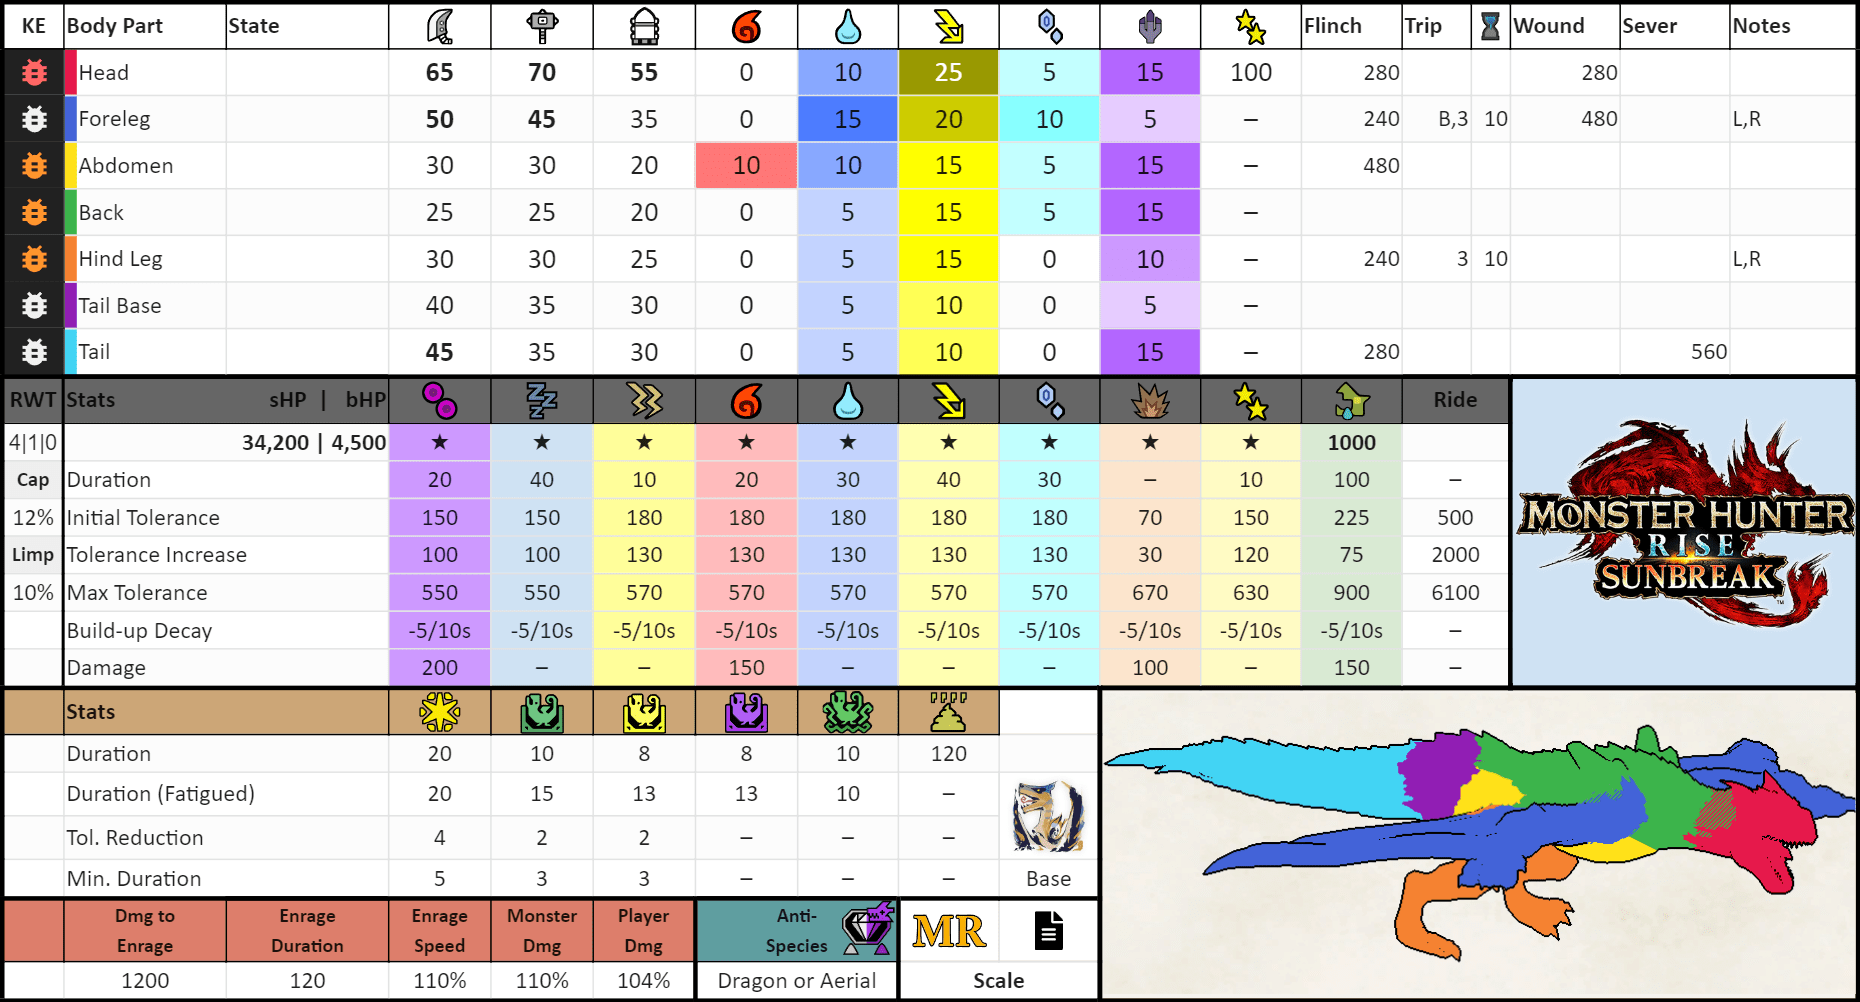 KE Body Part State Flinch Trip Wound Sever Notes
Head 65 70 55 0 10 25 5 15 100 280 280
Foreleg 50 45 35 0 15 20 10 5 – 240 B,3 10 480 L,R
Abdomen 30 30 20 10 10 15 5 15 – 480
Back 25 25 20 0 5 15 5 15 –
Hind Leg 30 30 25 0 5 15 0 10 – 240 3 10 L,R
Tail Base 40 35 30 0 5 10 0 5 –
Tail 45 35 30 0 5 10 0 15 – 280 560
RWT Stats sHP | bHP Ride
4|1|0 34,200 | 4,500 ★ ★ ★ ★ ★ ★ ★ ★ ★ 1000
Cap Duration 20 40 10 20 30 40 30 – 10 100 –
12% Initial Tolerance 150 150 180 180 180 180 180 70 150 225 500
Limp Tolerance Increase 100 100 130 130 130 130 130 30 120 75 2000
10% Max Tolerance 550 550 570 570 570 570 570 670 630 900 6100
Build-up Decay -5/10s -5/10s -5/10s -5/10s -5/10s -5/10s -5/10s -5/10s -5/10s -5/10s –
Damage 200 – – 150 – – – 100 – 150 –
MONSTER HUNTER
RISE
SUNBREAK
™
Stats
Duration 20 10 8 8 10 120
Duration (Fatigued) 20 15 13 13 10 –
Tol. Reduction 4 2 2 – – –
Min. Duration 5 3 3 – – – Base
Dmg to Enrage Enrage Monster Player Anti-
Enrage Duration Speed Dmg Dmg Species MR
1200 120 110% 110% 104% Dragon or Aerial Scale